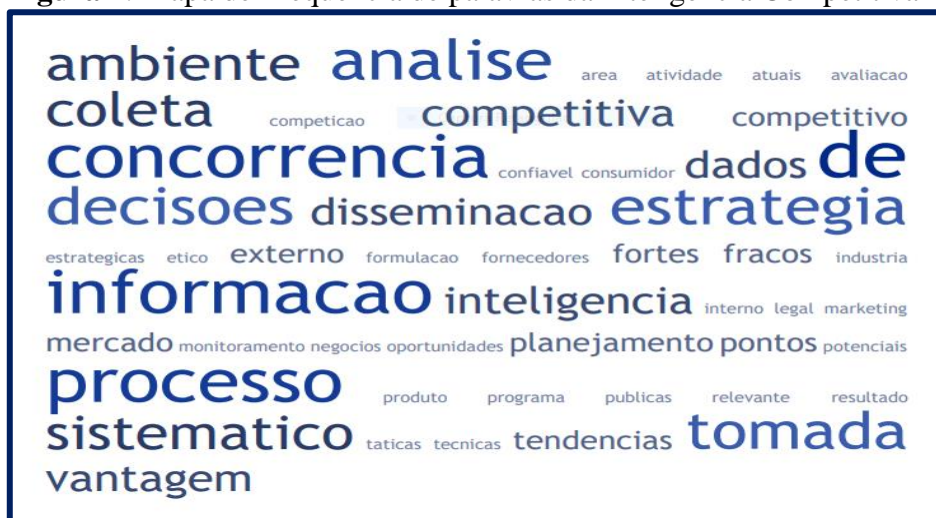 ambiente analise area atividade atuais avaliacao
coleta competicao competitiva competitivo
concorrencia confiavel consumidor dados de
decisoes disseminacao estrategia
estrategicas etico externo formulacao fornecedores fortes fracos industria
informacao inteligencia interno legal marketing
mercado monitoramento negocios oportunidades planejamento pontos potenciais
processo produto programa publicas relevante resultado
sistematico taticas tecnicas tendencias tomada
vantagem